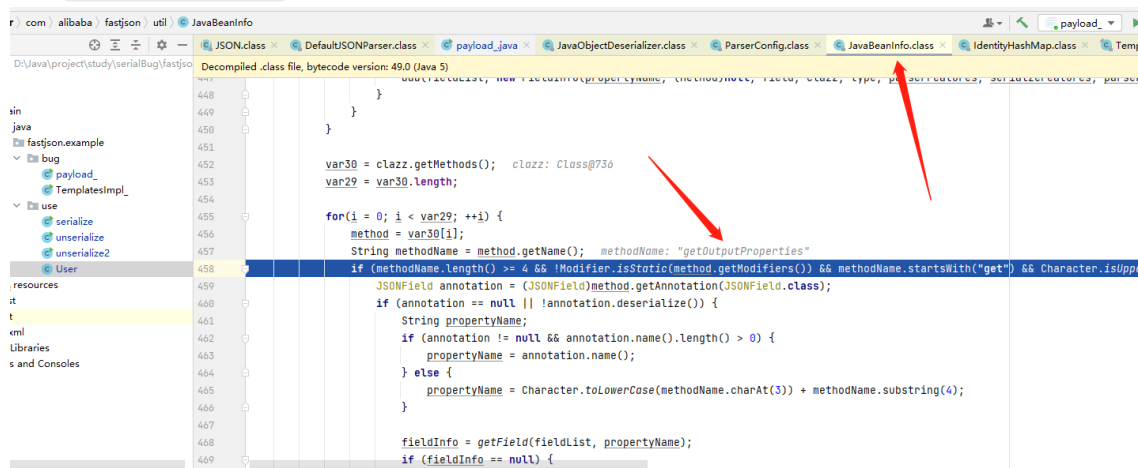 com alibaba fastjson util JavaBeanInfo
payload_
JSON.class DefaultJSONParser.class payload_java JavaObjectDeserializer.class ParserConfig.class JavaBeanInfo.class IdentityHashMap.class
D:\Java\project\study\serialBug\fastjso
Decompiled .class file, bytecode version: 49.0 (Java 5)
448 }
449 }
450 }
451
452 var30 = clazz.getMethods(); clazz: Class@736
453 var29 = var30.length;
454
455 for(i = 0; i < var29; ++i) {
456 method = var30[i];
457 String methodName = method.getName(); methodName: "getOutputProperties"
458 if (methodName.length() >= 4 && !Modifier.isStatic(method.getModifiers()) && methodName.startsWith("get") && Character.isUppe
459 JSONField annotation = (JSONField)method.getAnnotation(JSONField.class);
460 if (annotation == null || !annotation.deserialize()) {
461 String propertyName;
462 if (annotation != null && annotation.name().length() > 0) {
463 propertyName = annotation.name();
464 } else {
465 propertyName = Character.toLowerCase(methodName.charAt(3)) + methodName.substring(4);
466 }
467
468 fieldInfo = getField(fieldList, propertyName);
469 if (fieldInfo == null) {
ain
java
fastjson.example
bug
payload_
TemplatesImpl_
use
serialize
unserialize
unserialize2
User
resources
st
t
xml
Libraries
s and Consoles